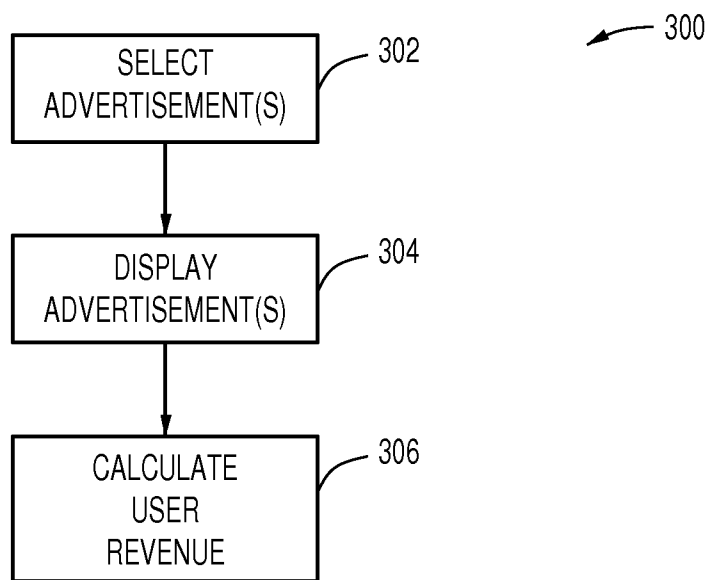 300
SELECT
ADVERTISEMENT(S)
302
DISPLAY
ADVERTISEMENT(S)
304
CALCULATE
USER
REVENUE
306